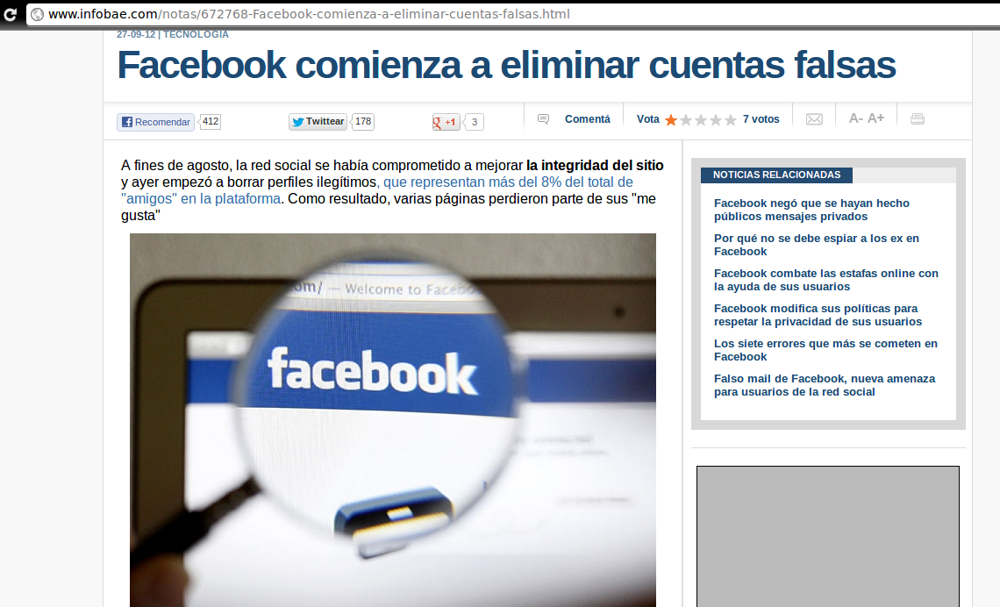 www.infobae.com/notas/672768-Facebook-comienza-a-eliminar-cuentas-falsas.html
27-09-12 | TECNOLOGÍA
Facebook comienza a eliminar cuentas falsas
Recomendar 412
Twittear 178
g +1 3
Comentá
Vota
7 votos
A- A+
A fines de agosto, la red social se había comprometido a mejorar la integridad del sitio
y ayer empezó a borrar perfiles ilegítimos, que representan más del 8% del total de
"amigos" en la plataforma. Como resultado, varias páginas perdieron parte de sus "me
gusta"
om/ — Welcome to Facebo
facebook
NOTICIAS RELACIONADAS
Facebook negó que se hayan hecho
públicos mensajes privados
Por qué no se debe espiar a los ex en
Facebook
Facebook combate las estafas online con
la ayuda de sus usuarios
Facebook modifica sus políticas para
respetar la privacidad de sus usuarios
Los siete errores que más se cometen en
Facebook
Falso mail de Facebook, nueva amenaza
para usuarios de la red social